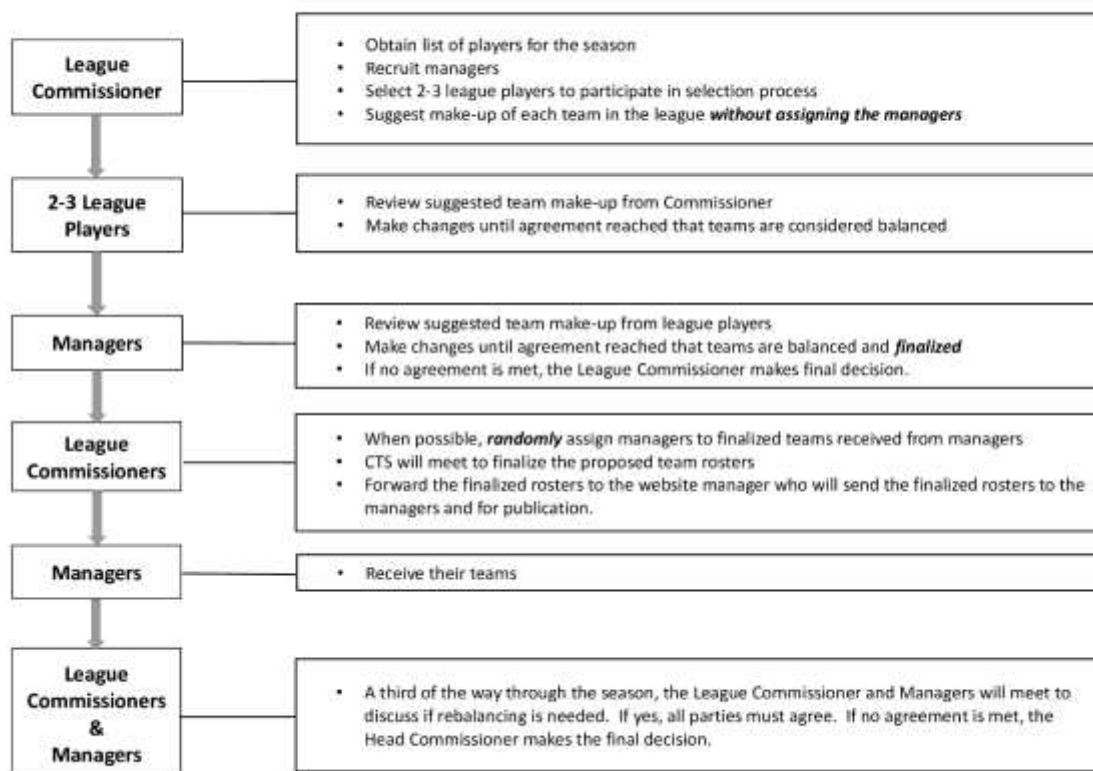 League
Commissioner
• Obtain list of players for the season
• Recruit managers
• Select 2-3 league players to participate in selection process
• Suggest make-up of each team in the league without assigning the managers
2-3 League
Players
• Review suggested team make-up from Commissioner
• Make changes until agreement reached that teams are considered balanced
Managers
• Review suggested team make-up from league players
• Make changes until agreement reached that teams are balanced and finalized
• If no agreement is met, the League Commissioner makes final decision.
League
Commissioners
• When possible, randomly assign managers to finalized teams received from managers
• CTS will meet to finalize the proposed team rosters
• Forward the finalized rosters to the website manager who will send the finalized rosters to the
managers and for publication.
Managers
• Receive their teams
League
Commissioners
&
Managers
• A third of the way through the season, the League Commissioner and Managers will meet to
discuss if rebalancing is needed. If yes, all parties must agree. If no agreement is met, the
Head Commissioner makes the final decision.